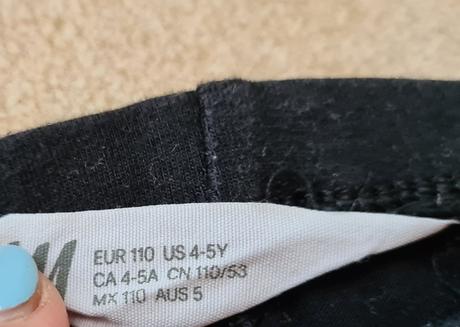 EUR 110 US 4-5Y
CA 4-5A CN 110/53
MX 110 AUS 5